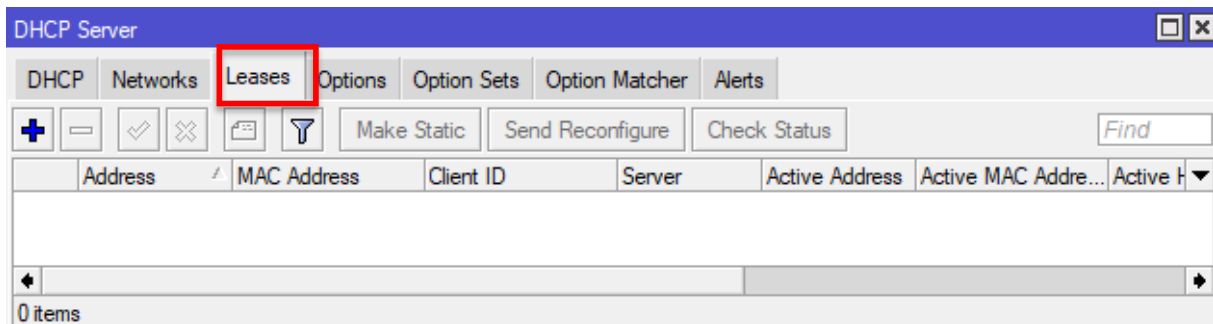 DHCP Server
DHCP Networks Leases Options Option Sets Option Matcher Alerts
Make Static Send Reconfigure Check Status Find
Address MAC Address Client ID Server Active Address Active MAC Addre... Active H
0 items